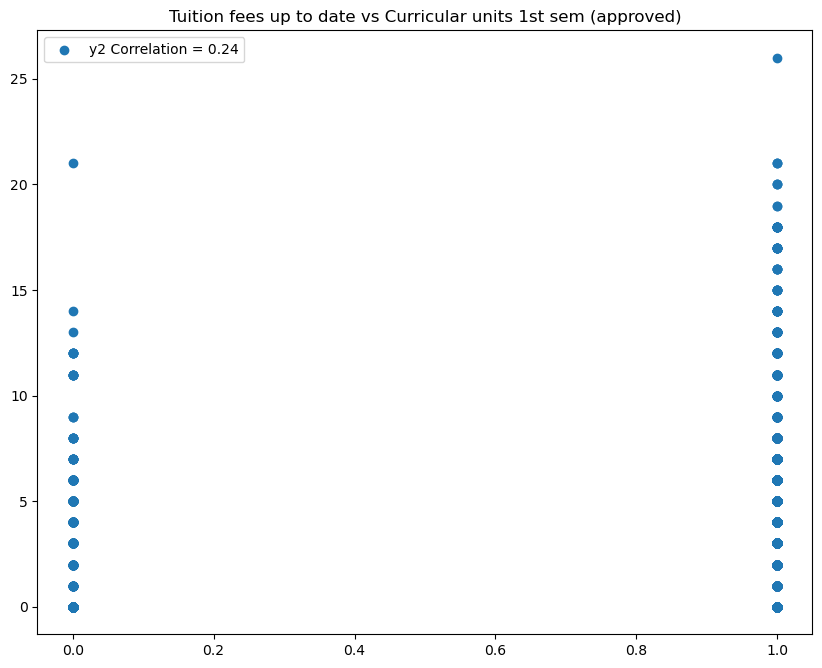 Tuition fees up to date vs Curricular units 1st sem (approved)
y2 Correlation = 0.24
25
20
15
10
5
0
0.0 0.2 0.4 0.6 0.8 1.0